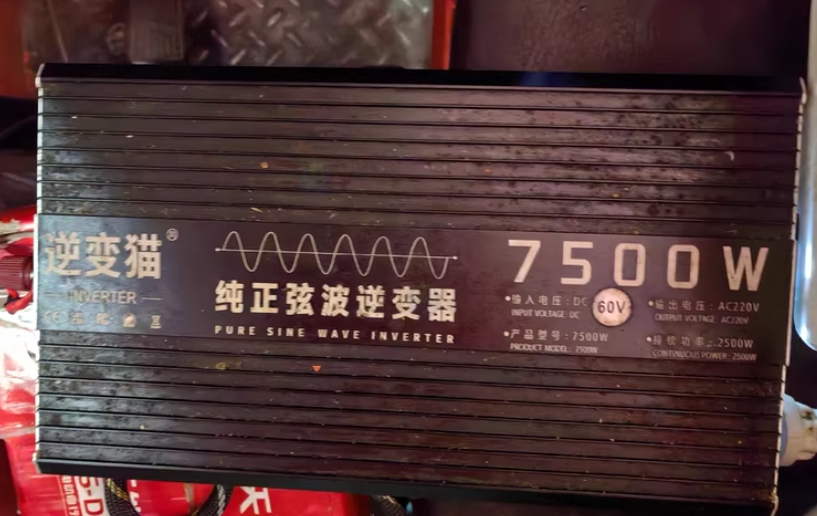 逆变猫®
INVERTER
纯正弦波逆变器
PURE SINE WAVE INVERTER
7500W
•输入电压:DC 60V
INPUT VOLTAGE: DC
•输出电压:AC220V
OUTPUT VOLTAGE: AC220V
•产品型号:7500W
PRODUCT MODEL: 7500W
•持续功率:2500W
CONTINUOUS POWER: 2500W